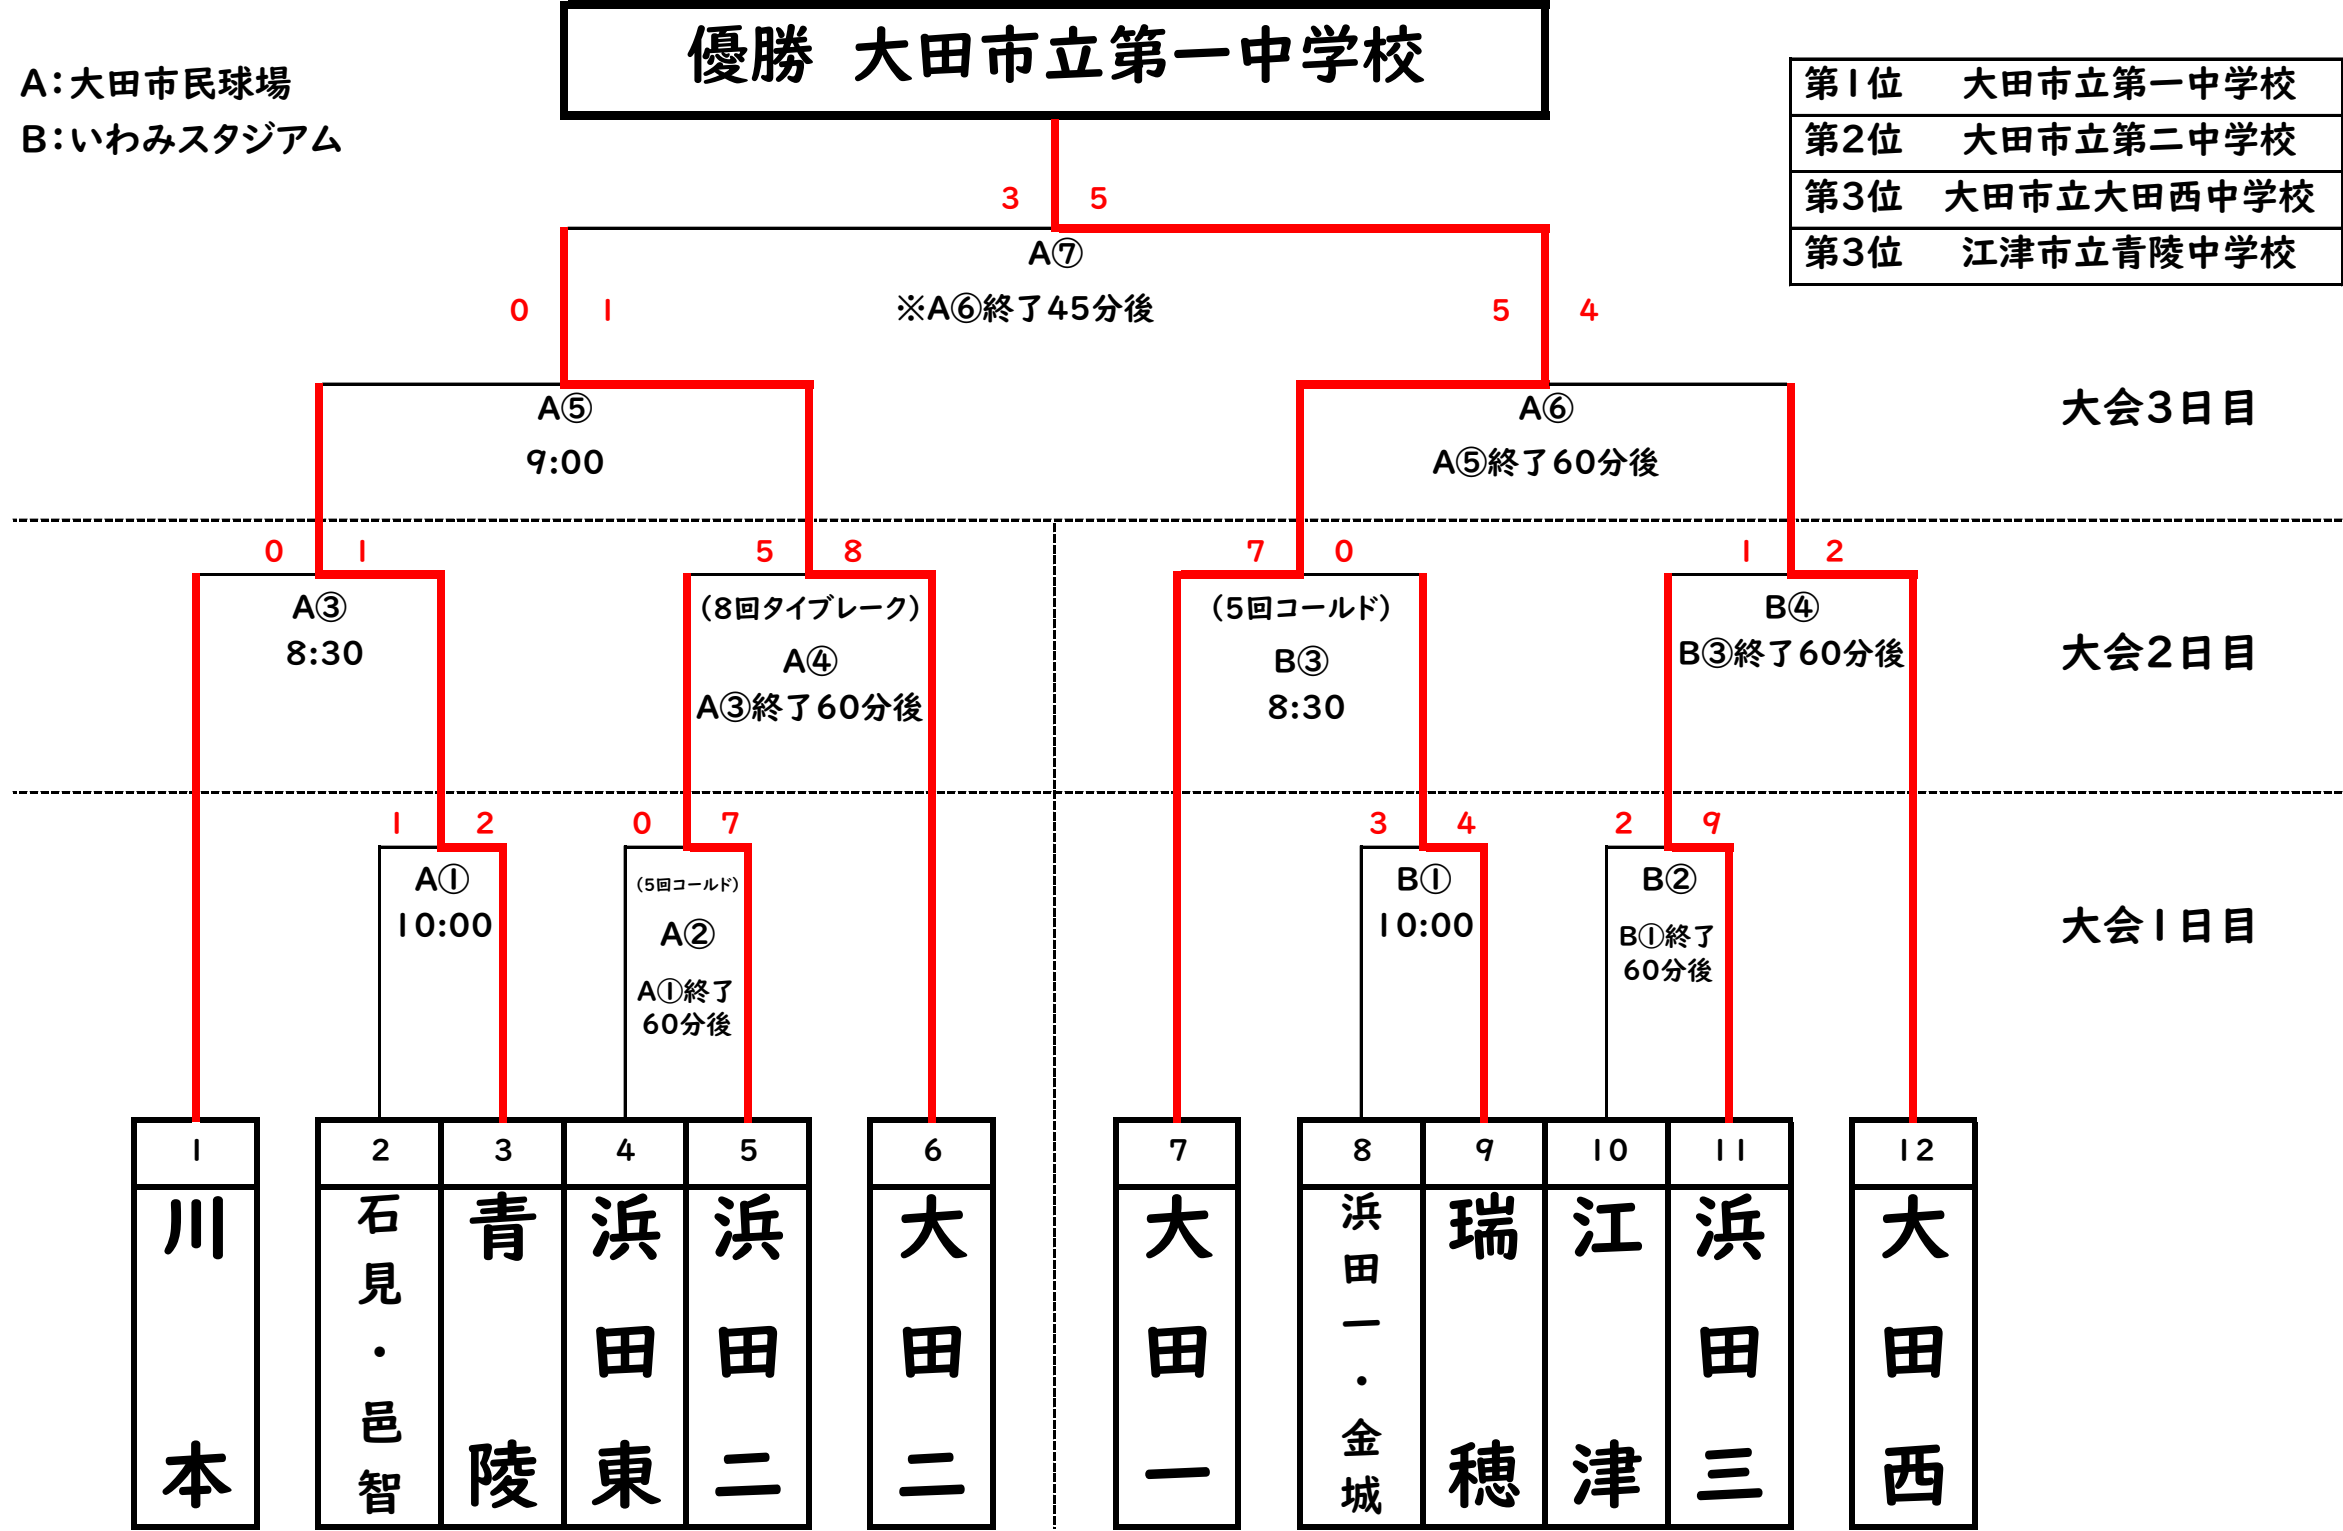 優勝　大田市立第一中学校
A：大田市民球場
B：いわみスタジアム
第1位　大田市立第一中学校
第2位　大田市立第二中学校
第3位　大田市立大田西中学校
第3位　江津市立青陵中学校
3 5
A⑦
※A⑥終了45分後
0 1
5 4
A⑤
9:00
A⑥
A⑤終了60分後
大会3日目
0 1
5 8
7 0
1 2
A③
8:30
(8回タイブレーク)
A④
A③終了60分後
(5回コールド)
B③
8:30
B④
B③終了60分後
大会2日目
1 2
0 7
3 4
2 9
A①
10:00
(5回コールド)
A②
A①終了
60分後
B①
10:00
B②
B①終了
60分後
大会1日目
1 2 3 4 5 6 7 8 9 10 11 12
川本
石見・邑智
青陵
浜田東
浜田二
大田二
大田一
浜田一・金城
瑞穂
江津
浜田三
大田西